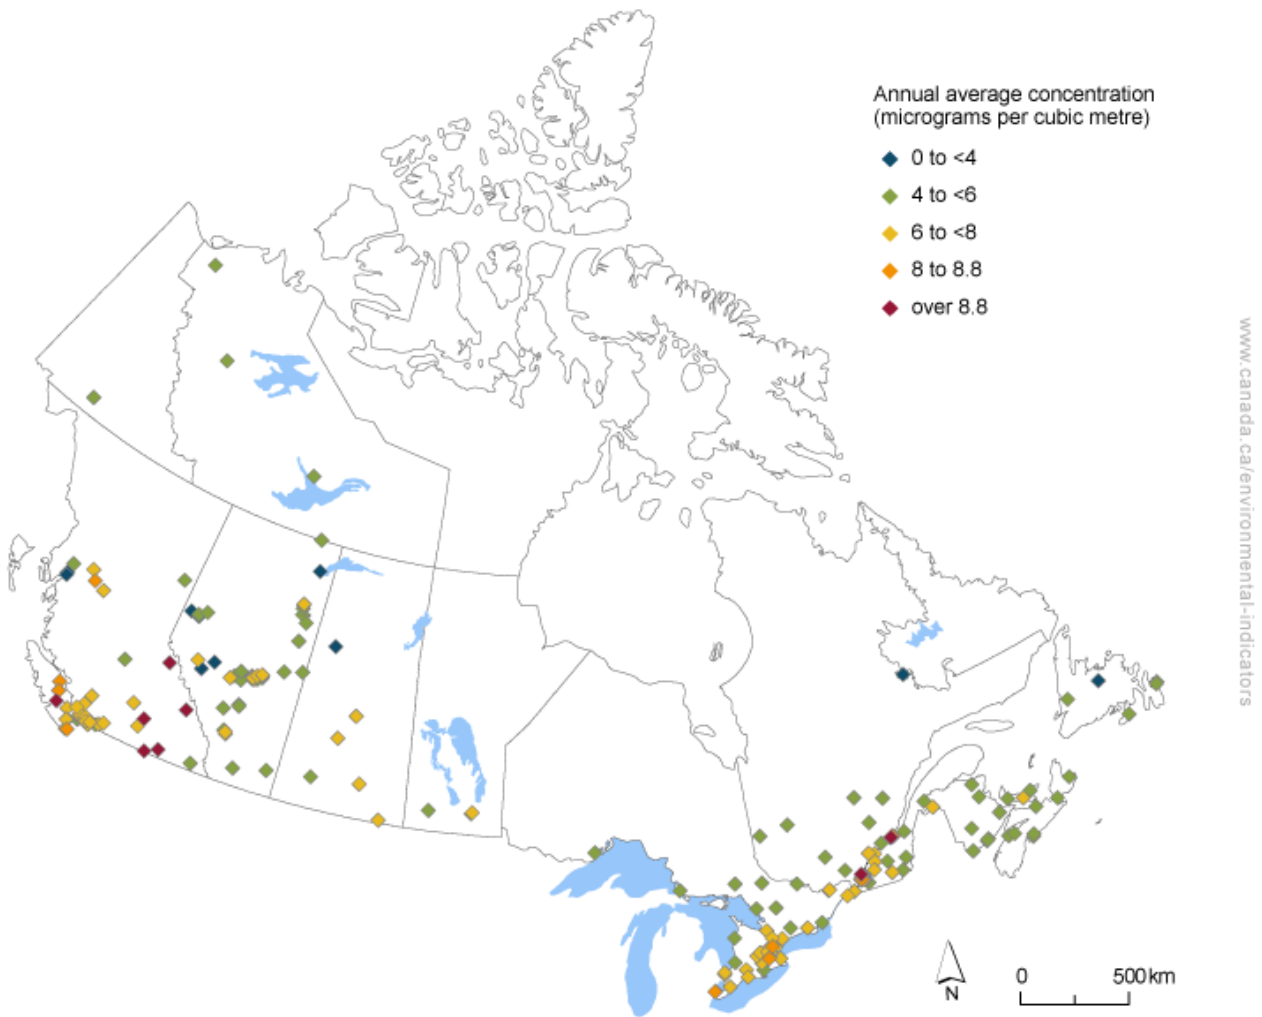 Annual average concentration
(micrograms per cubic metre)
0 to <4
4 to <6
6 to <8
8 to 8.8
over 8.8
www.canada.ca/environmental-indicators
N
0 500 km